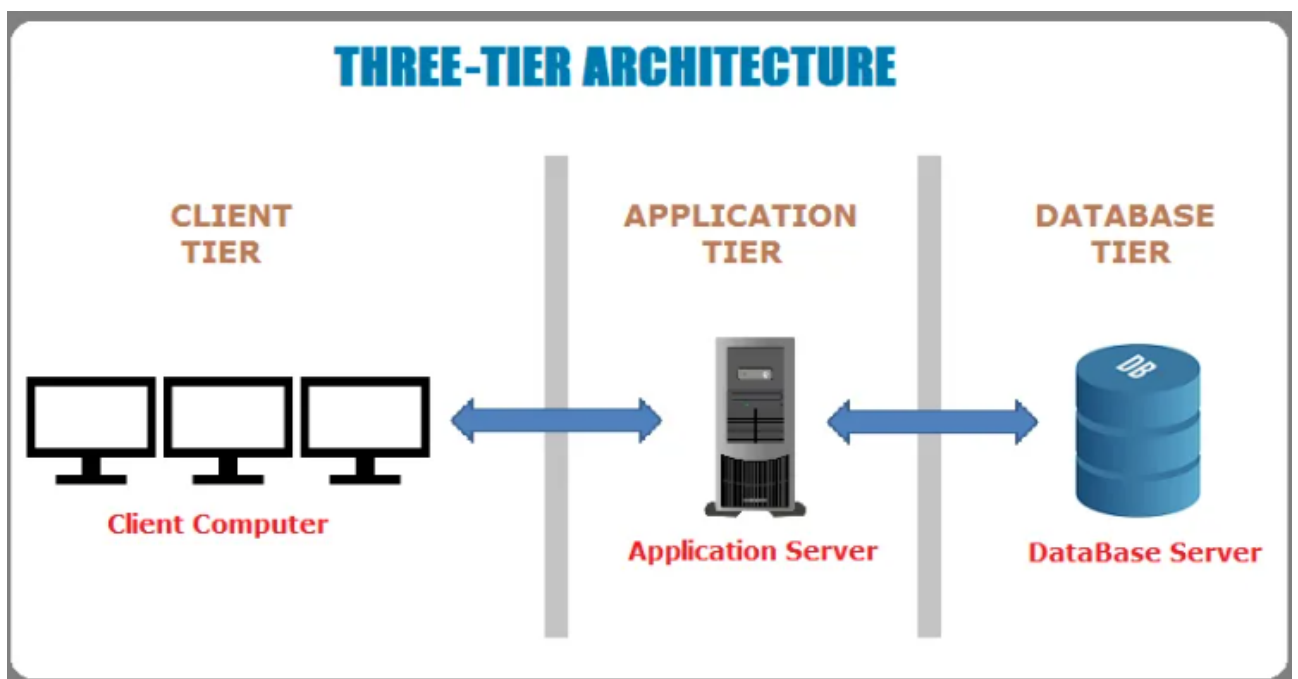 THREE-TIER ARCHITECTURE
CLIENT
TIER
APPLICATION
TIER
DATABASE
TIER
DB
Client Computer
Application Server
DataBase Server